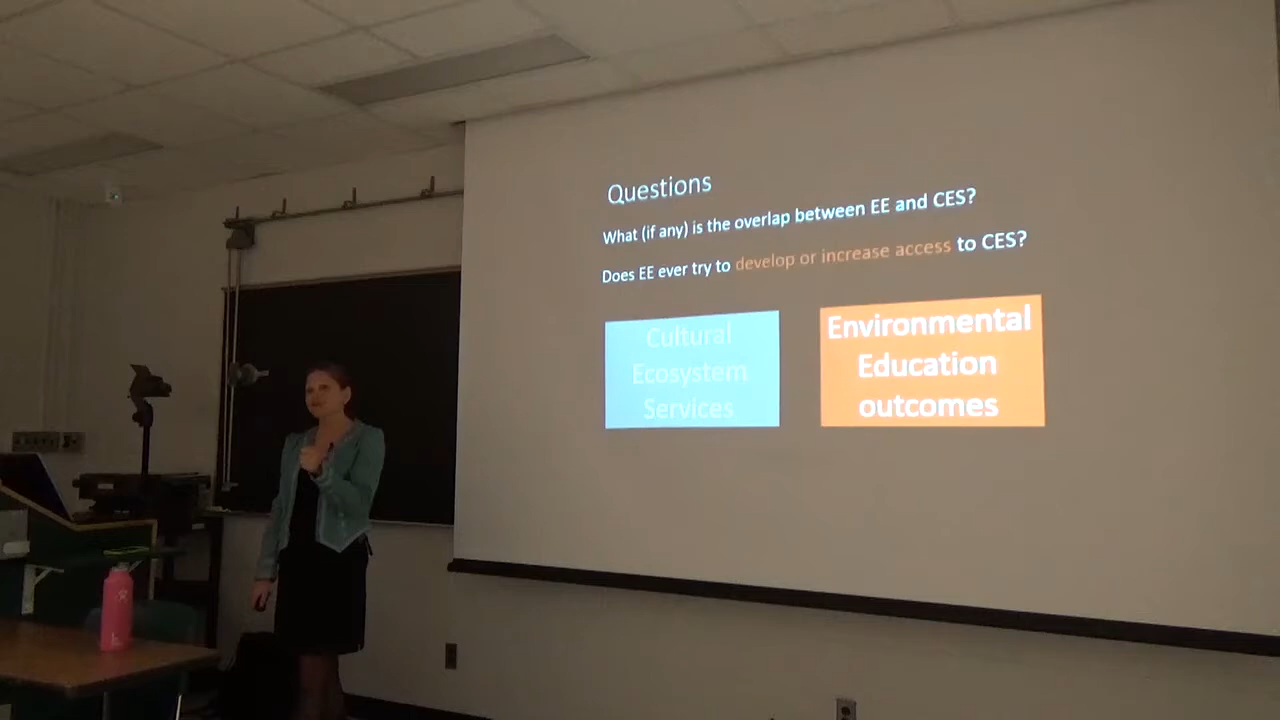 Questions
What (if any) is the overlap between EE and CES?
Does EE ever try to develop or increase access to CES?
Cultural
Ecosystem
Services
Environmental
Education
outcomes